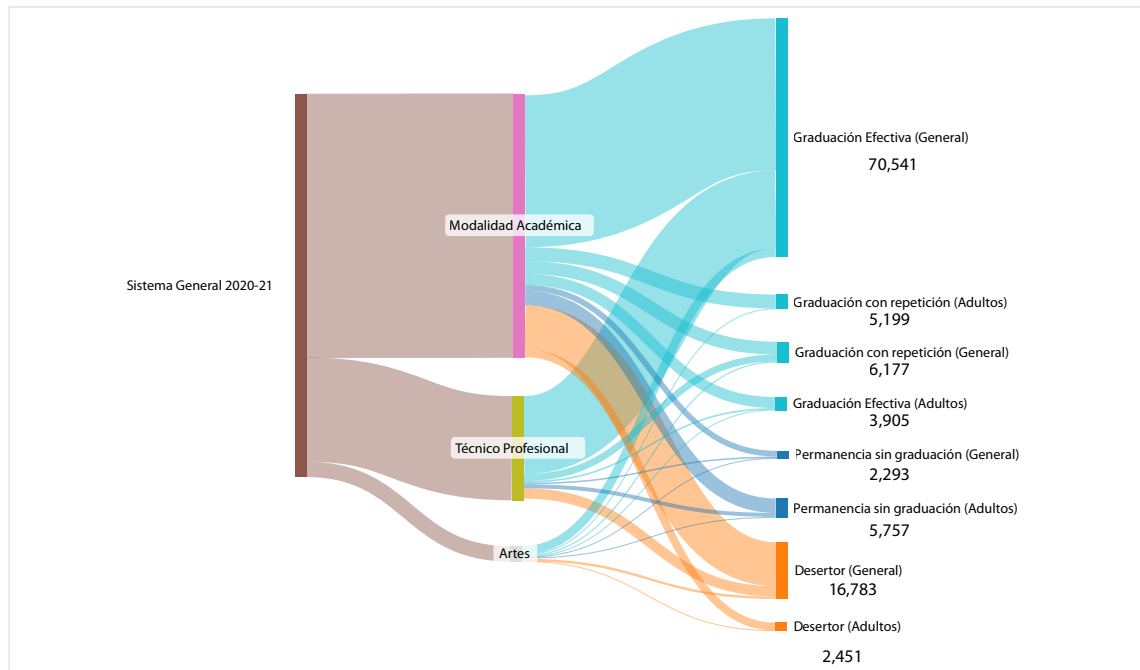 Sistema General 2020-21
Modalidad Académica
Técnico Profesional
Artes
Graduación Efectiva (General)
70,541
Graduación con repetición (Adultos)
5,199
Graduación con repetición (General)
6,177
Graduación Efectiva (Adultos)
3,905
Permanencia sin graduación (General)
2,293
Permanencia sin graduación (Adultos)
5,757
Desertor (General)
16,783
Desertor (Adultos)
2,451